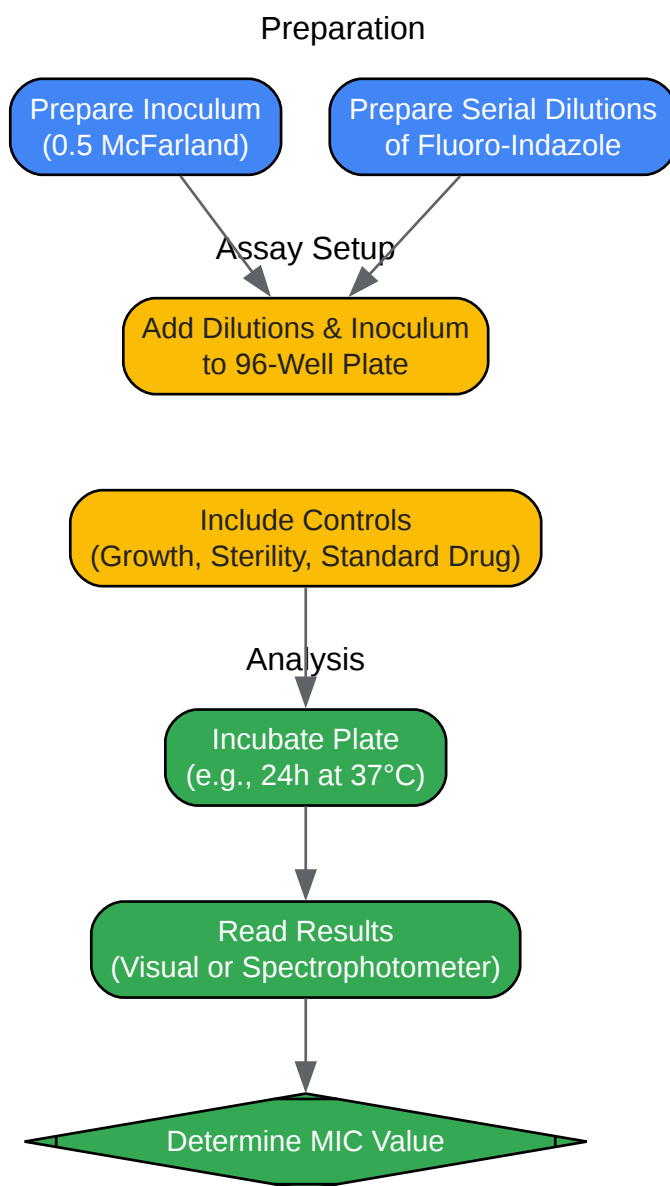 Preparation
Prepare Inoculum
(0.5 McFarland)
Prepare Serial Dilutions
of Fluoro-Indazole
Assay Setup
Add Dilutions & Inoculum
to 96-Well Plate
Include Controls
(Growth, Sterility, Standard Drug)
Analysis
Incubate Plate
(e.g., 24h at 37°C)
Read Results
(Visual or Spectrophotometer)
Determine MIC Value